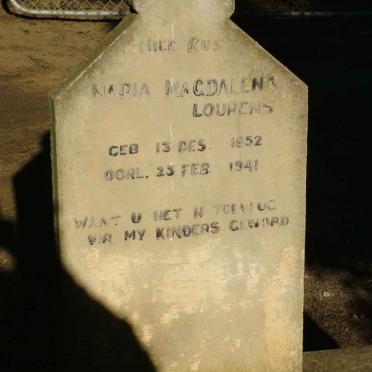 HIER RUS
MARIA MAGDALENA
LOURENS
GEB 13 DES. 1852
OORL. 23 FEB. 1941
WANT U HET N TOEVLUG
VIR MY KINDERS GEWORD